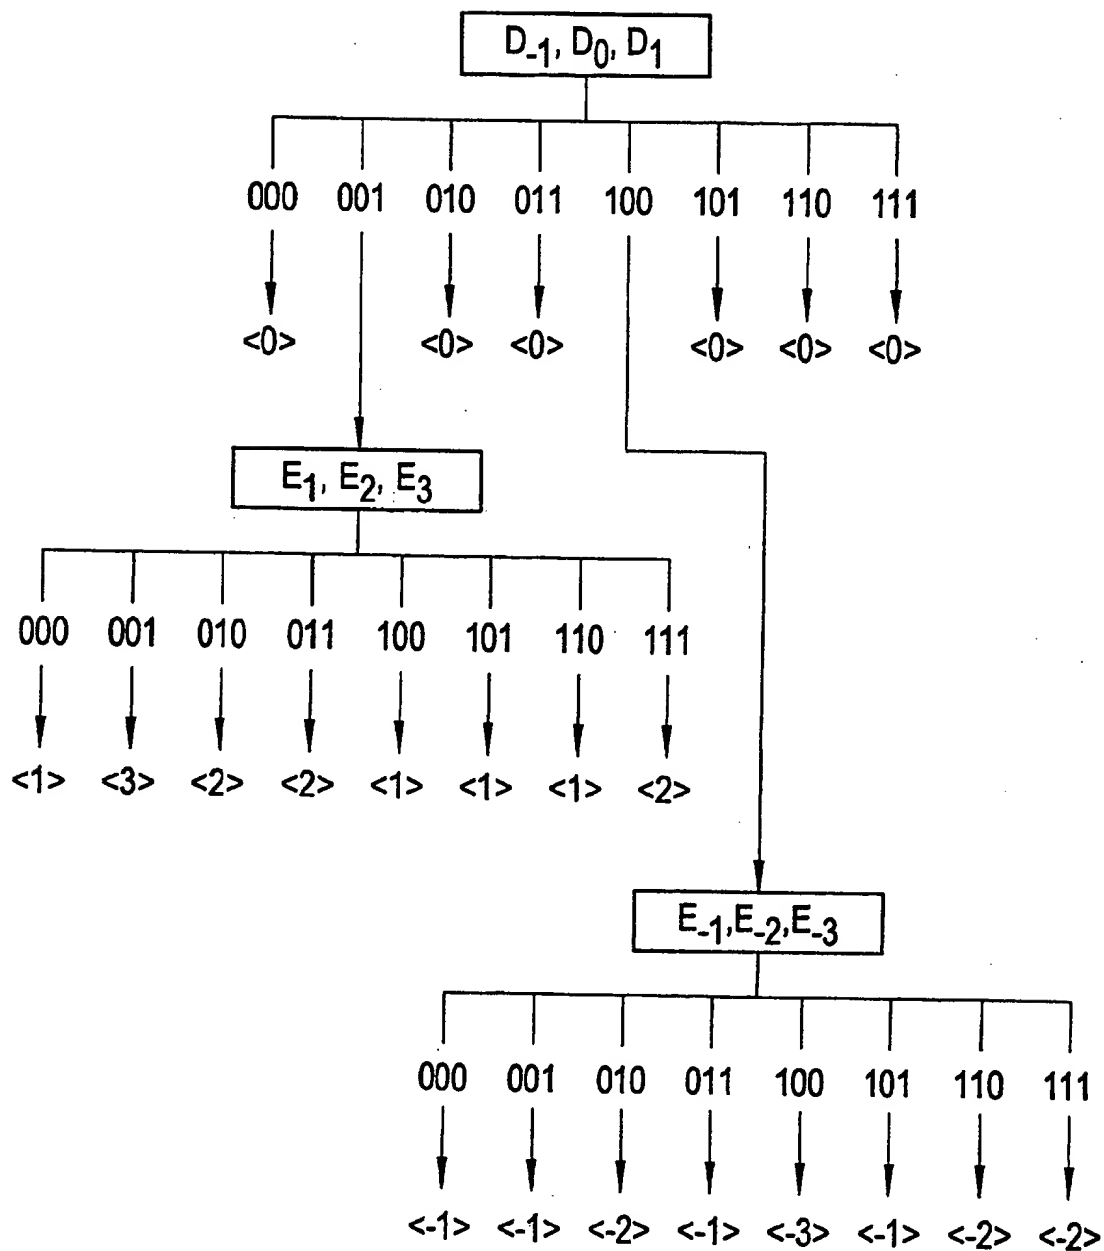 D₋₁, D₀, D₁
000 001 010 011 100 101 110 111
<0> <0> <0> <0> <0> <0>
E₁, E₂, E₃
000 001 010 011 100 101 110 111
<1> <3> <2> <2> <1> <1> <1> <2>
E₋₁,E₋₂,E₋₃
000 001 010 011 100 101 110 111
<-1> <-1> <-2> <-1> <-3> <-1> <-2> <-2>